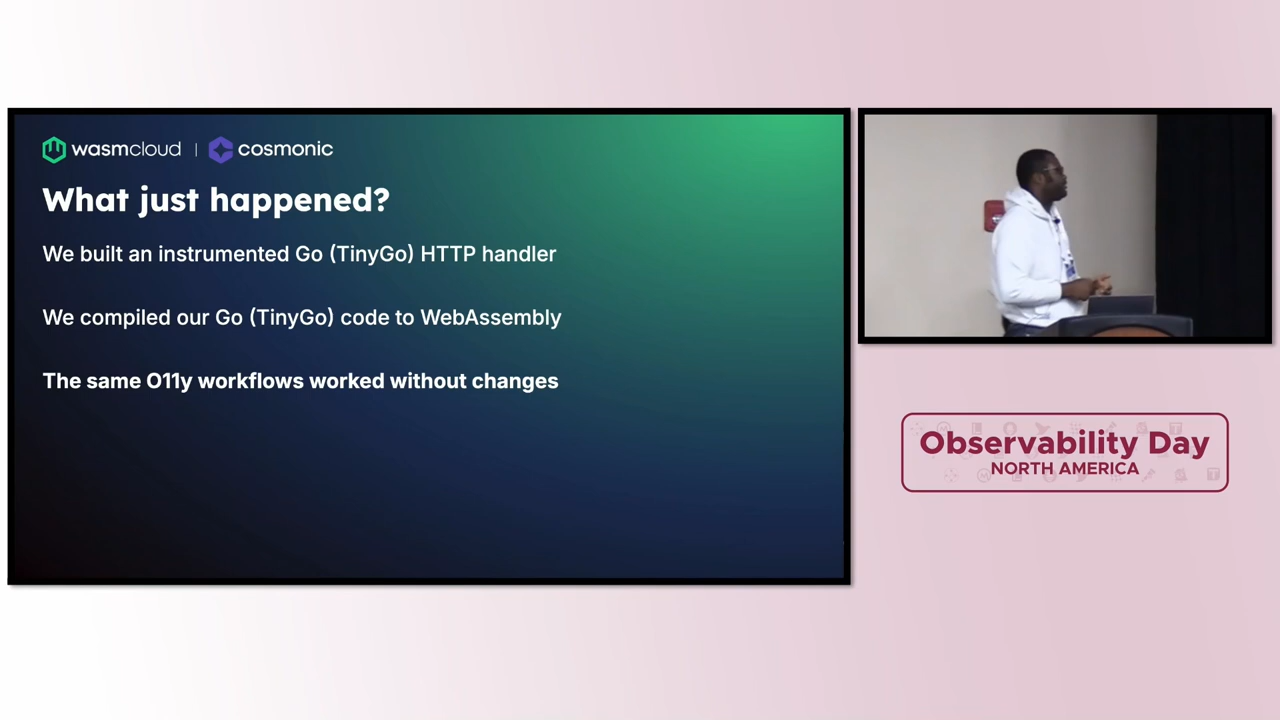 wasmcloud | cosmonic
What just happened?
We built an instrumented Go (TinyGo) HTTP handler
We compiled our Go (TinyGo) code to WebAssembly
The same O11y workflows worked without changes
Observability Day
NORTH AMERICA